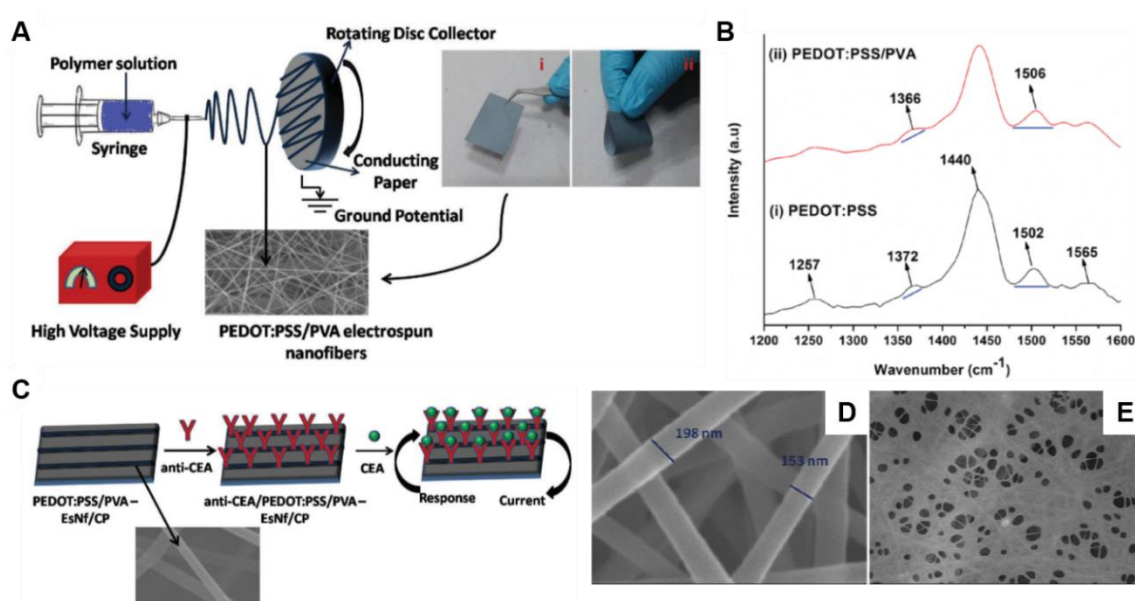 A
Polymer solution
Syringe
Rotating Disc Collector
Conducting
Paper
Ground Potential
High Voltage Supply
PEDOT:PSS/PVA electrospun
nanofibers
i
ii
B
(ii) PEDOT:PSS/PVA
1366
1506
(i) PEDOT:PSS
1257
1372
1440
1502
1565
Intensity (a.u)
1200 1250 1300 1350 1400 1450 1500 1550 1600
Wavenumber (cm⁻¹)
C
PEDOT:PSS/PVA–
EsNf/CP
anti-CEA
anti-CEA/PEDOT:PSS/PVA–
EsNf/CP
CEA
Response
Current
D
198 nm
153 nm
E